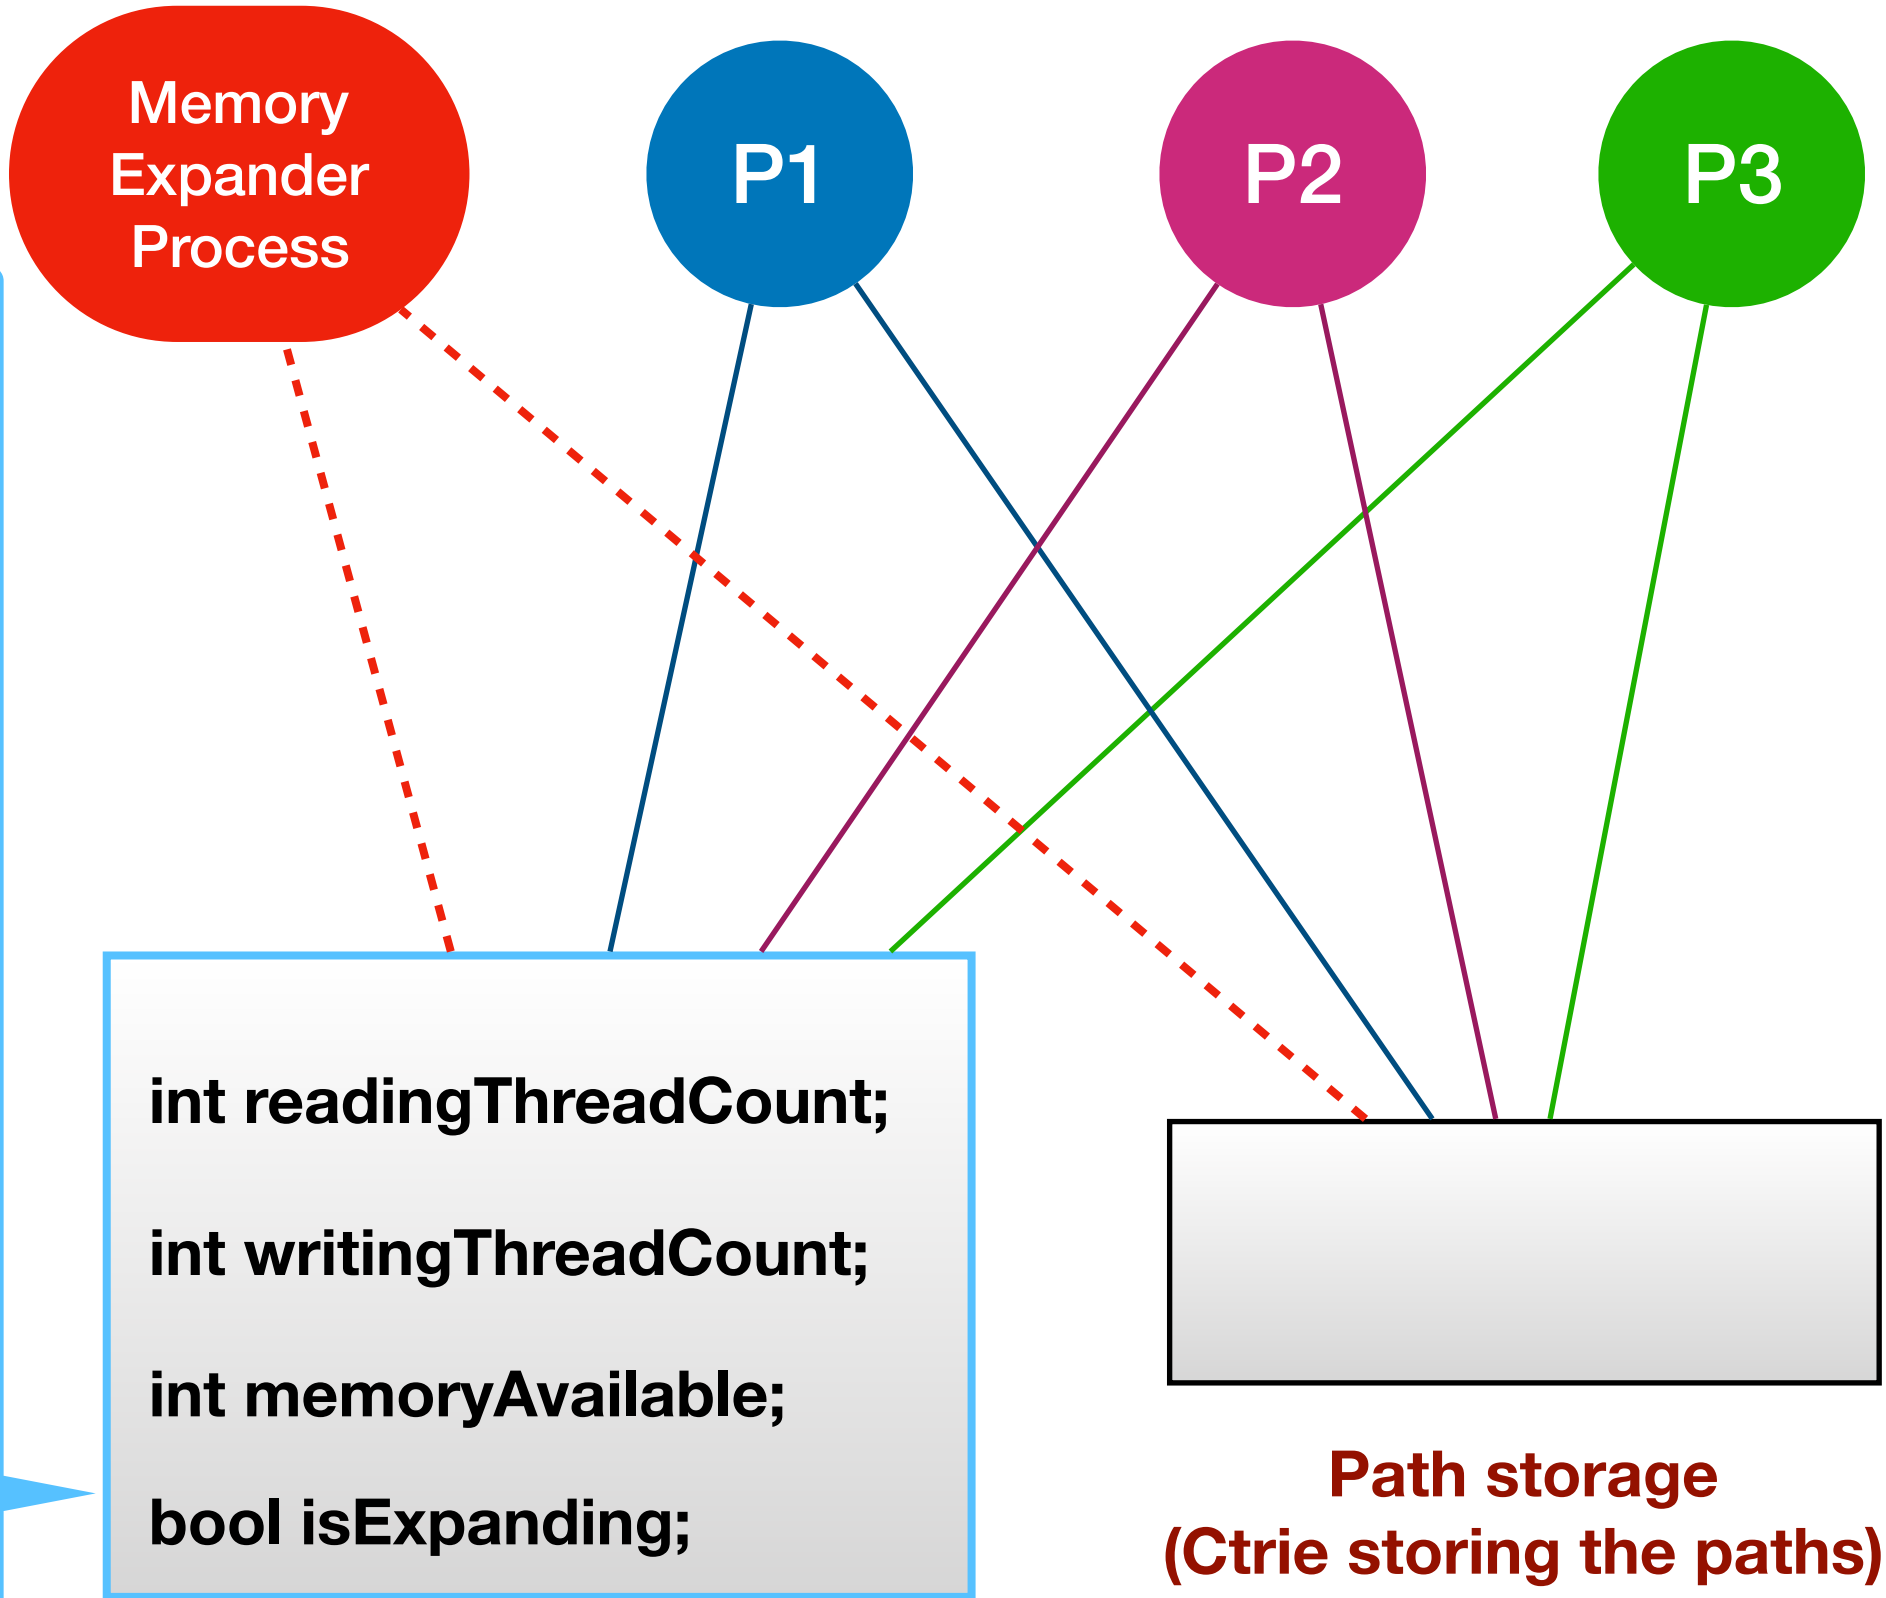 Memory
Expander
Process
P1
P2
P3
int readingThreadCount;
int writingThreadCount;
int memoryAvailable;
bool isExpanding;
Path storage
(Ctrie storing the paths)